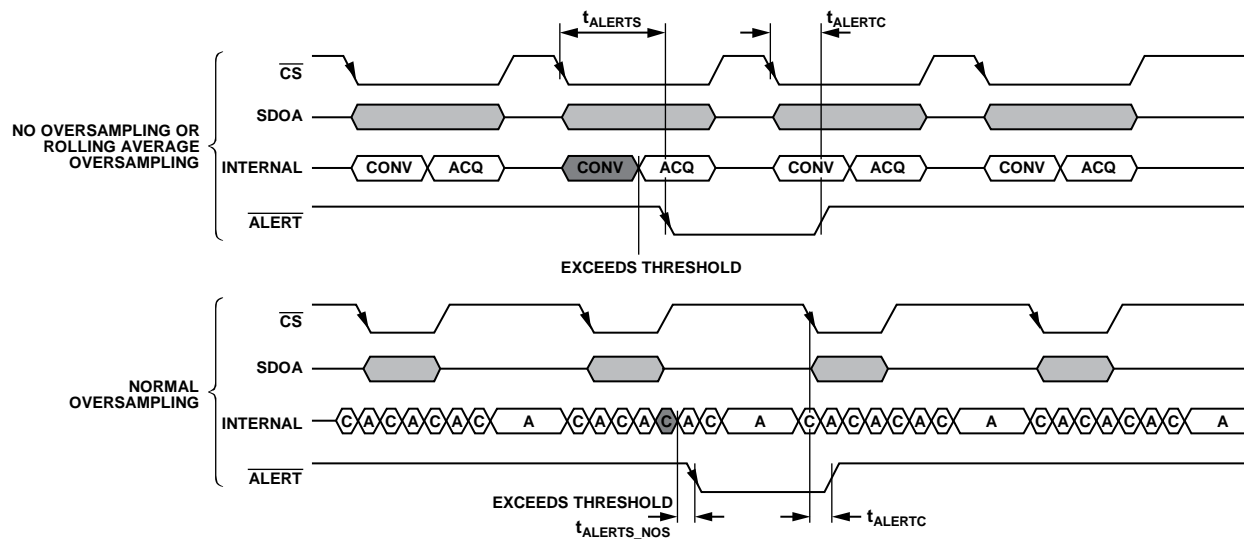 tALERTS
tALERTC
CS
SDOA
NO OVERSAMPLING OR
ROLLING AVERAGE
OVERSAMPLING
INTERNAL
CONV ACQ CONV ACQ CONV ACQ CONV ACQ
ALERT
EXCEEDS THRESHOLD
CS
SDOA
NORMAL
OVERSAMPLING
INTERNAL
C A C A C A C A C A C A C A C A C A C A C A C A C A C A C A C A
ALERT
EXCEEDS THRESHOLD
tALERTS_NOS
tALERTC